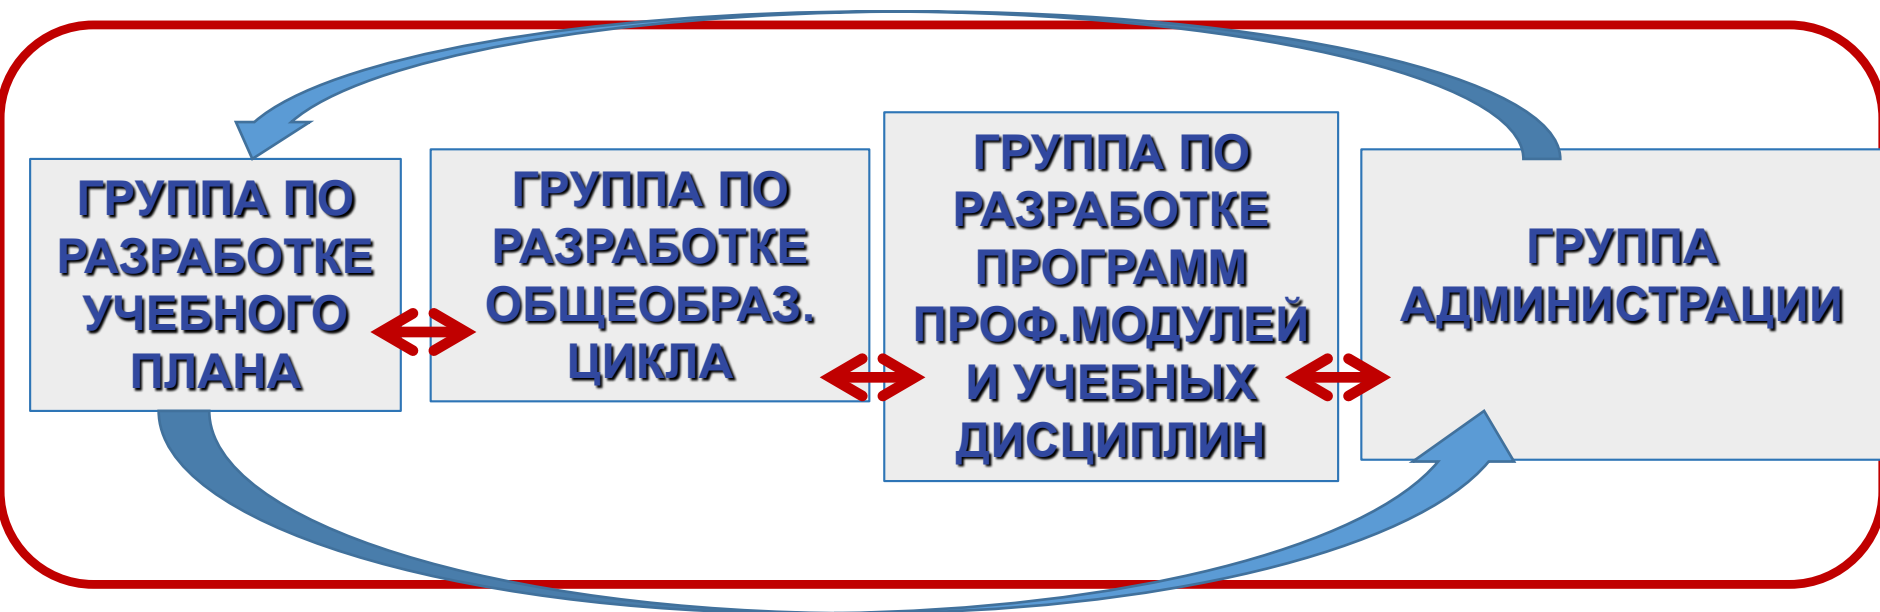 ГРУППА ПО
РАЗРАБОТКЕ
УЧЕБНОГО
ПЛАНА
ГРУППА ПО
РАЗРАБОТКЕ
ОБЩЕОБРАЗ.
ЦИКЛА
ГРУППА ПО
РАЗРАБОТКЕ
ПРОГРАММ
ПРОФ.МОДУЛЕЙ
И УЧЕБНЫХ
ДИСЦИПЛИН
ГРУППА
АДМИНИСТРАЦИИ